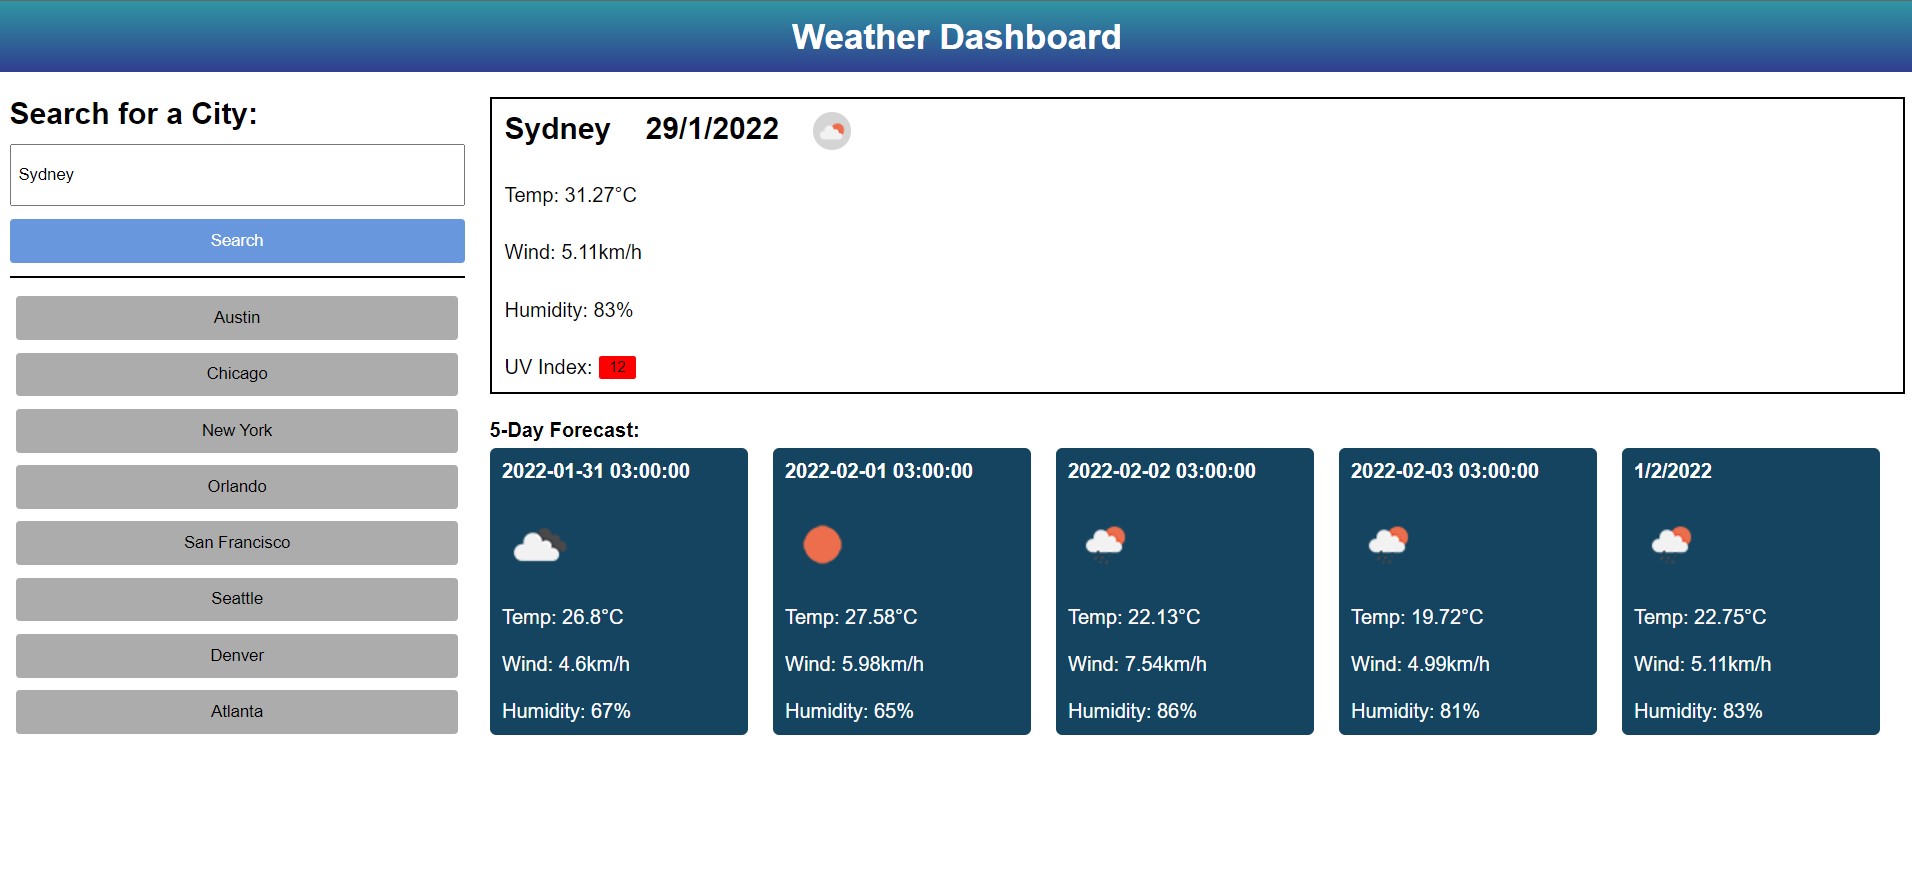 Weather Dashboard
Search for a City:
Sydney
Search
Austin
Chicago
New York
Orlando
San Francisco
Seattle
Denver
Atlanta
Sydney 29/1/2022
Temp: 31.27°C
Wind: 5.11km/h
Humidity: 83%
UV Index: 12
5-Day Forecast:
2022-01-31 03:00:00
Temp: 26.8°C
Wind: 4.6km/h
Humidity: 67%
2022-02-01 03:00:00
Temp: 27.58°C
Wind: 5.98km/h
Humidity: 65%
2022-02-02 03:00:00
Temp: 22.13°C
Wind: 7.54km/h
Humidity: 86%
2022-02-03 03:00:00
Temp: 19.72°C
Wind: 4.99km/h
Humidity: 81%
1/2/2022
Temp: 22.75°C
Wind: 5.11km/h
Humidity: 83%